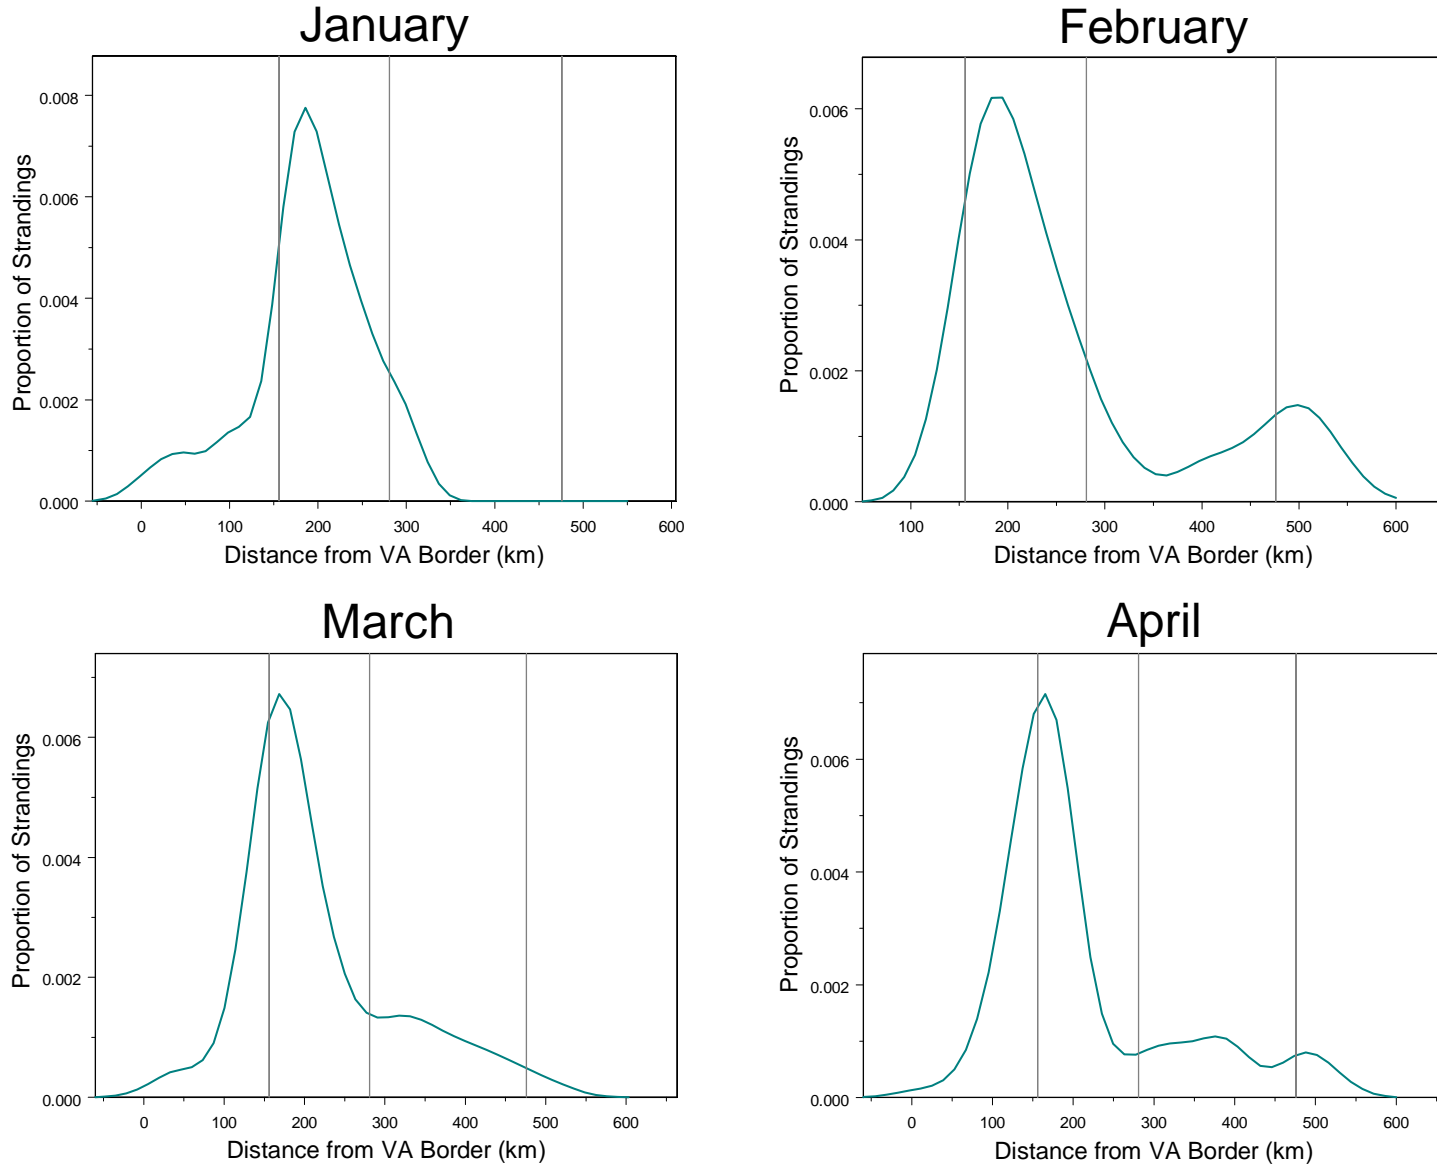 January
0.008
0.006
0.004
0.002
0.000
Proportion of Strandings
0 100 200 300 400 500 600
Distance from VA Border (km)
February
0.006
0.004
0.002
0.000
Proportion of Strandings
100 200 300 400 500 600
Distance from VA Border (km)
March
0.006
0.004
0.002
0.000
Proportion of Strandings
0 100 200 300 400 500 600
Distance from VA Border (km)
April
0.006
0.004
0.002
0.000
Proportion of Strandings
0 100 200 300 400 500 600
Distance from VA Border (km)